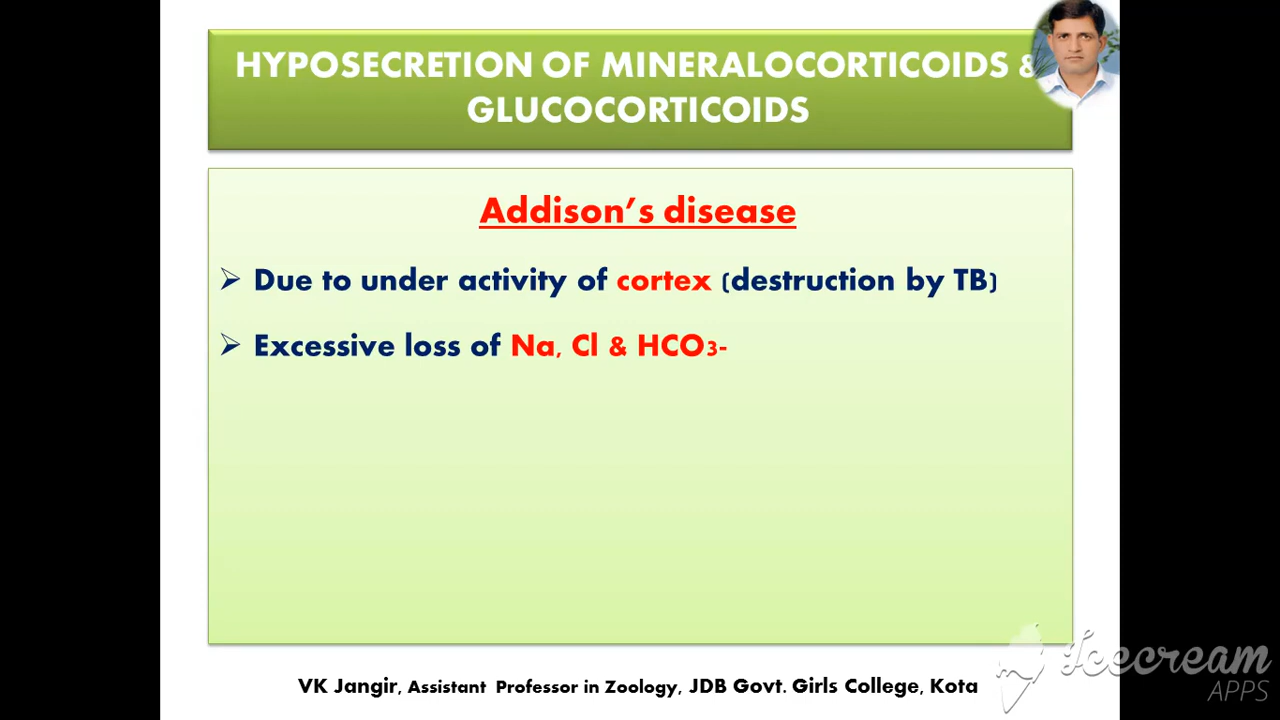 HYPOSECRETION OF MINERALOCORTICOIDS &
GLUCOCORTICOIDS
Addison's disease
➢ Due to under activity of cortex (destruction by TB)
➢ Excessive loss of Na, Cl & HCO3-
VK Jangir, Assistant Professor in Zoology, JDB Govt. Girls College, Kota
Icecream
APPS